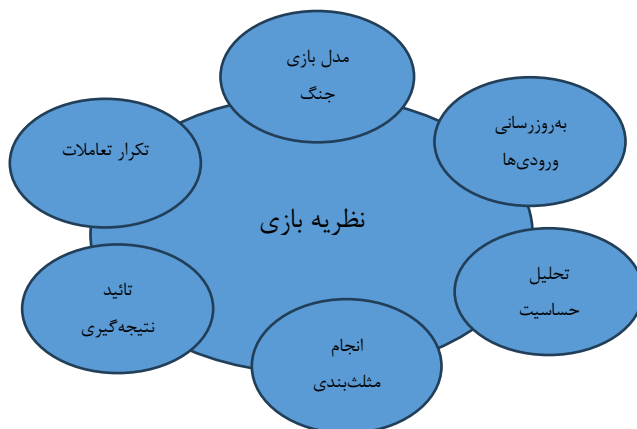 مدل بازی
جنگ
به‌روزرسانی
ورودی‌ها
تکرار تعاملات
نظریه بازی
تحلیل
حساسیت
تائید
نتیجه‌گیری
انجام
مثلث‌بندی